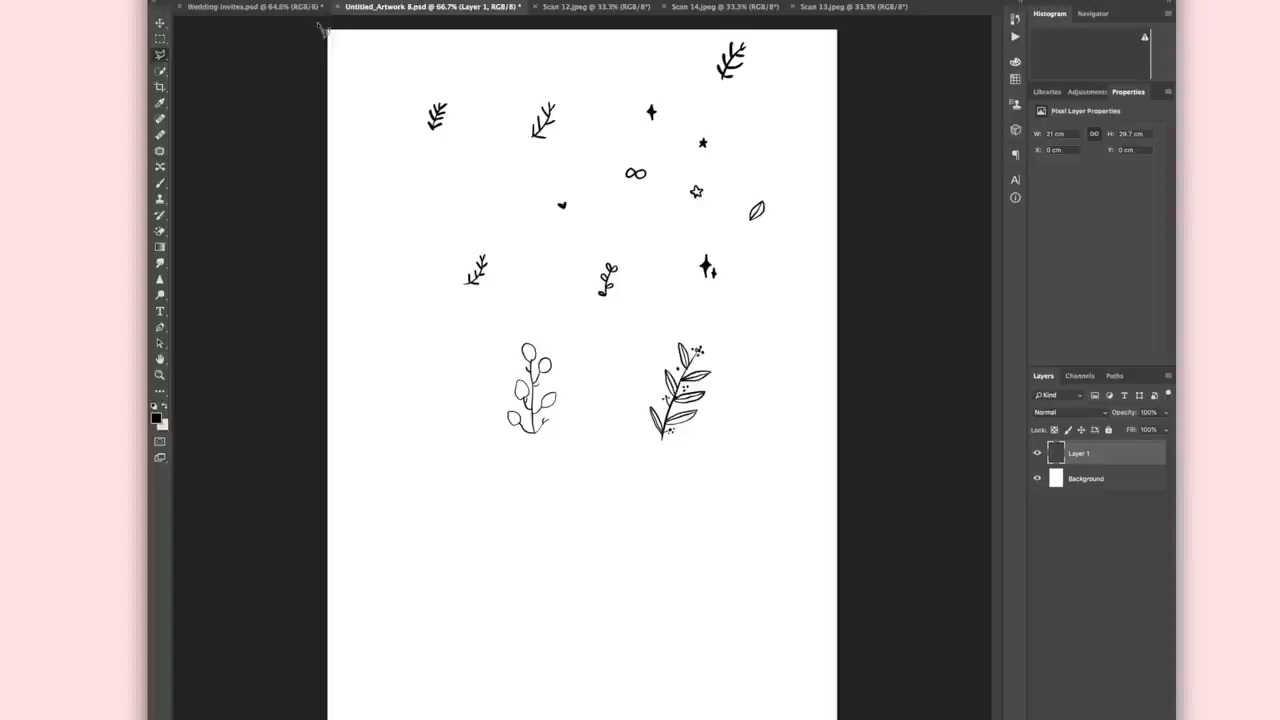 Wedding Invites.psd @ 64.6% (RGB/8) *
Untitled_Artwork 8.psd @ 66.7% (Layer 1, RGB/8) *
Scan 12.jpeg @ 33.3% (RGB/8*)
Scan 14.jpeg @ 33.3% (RGB/8*)
Scan 13.jpeg @ 33.3% (RGB/8*)
Histogram
Navigator
Libraries
Adjustments
Properties
Pixel Layer Properties
W: 21 cm
H: 29.7 cm
X: 0 cm
Y: 0 cm
Layers
Channels
Paths
Kind
Normal
Opacity: 100%
Lock:
Fill: 100%
Layer 1
Background